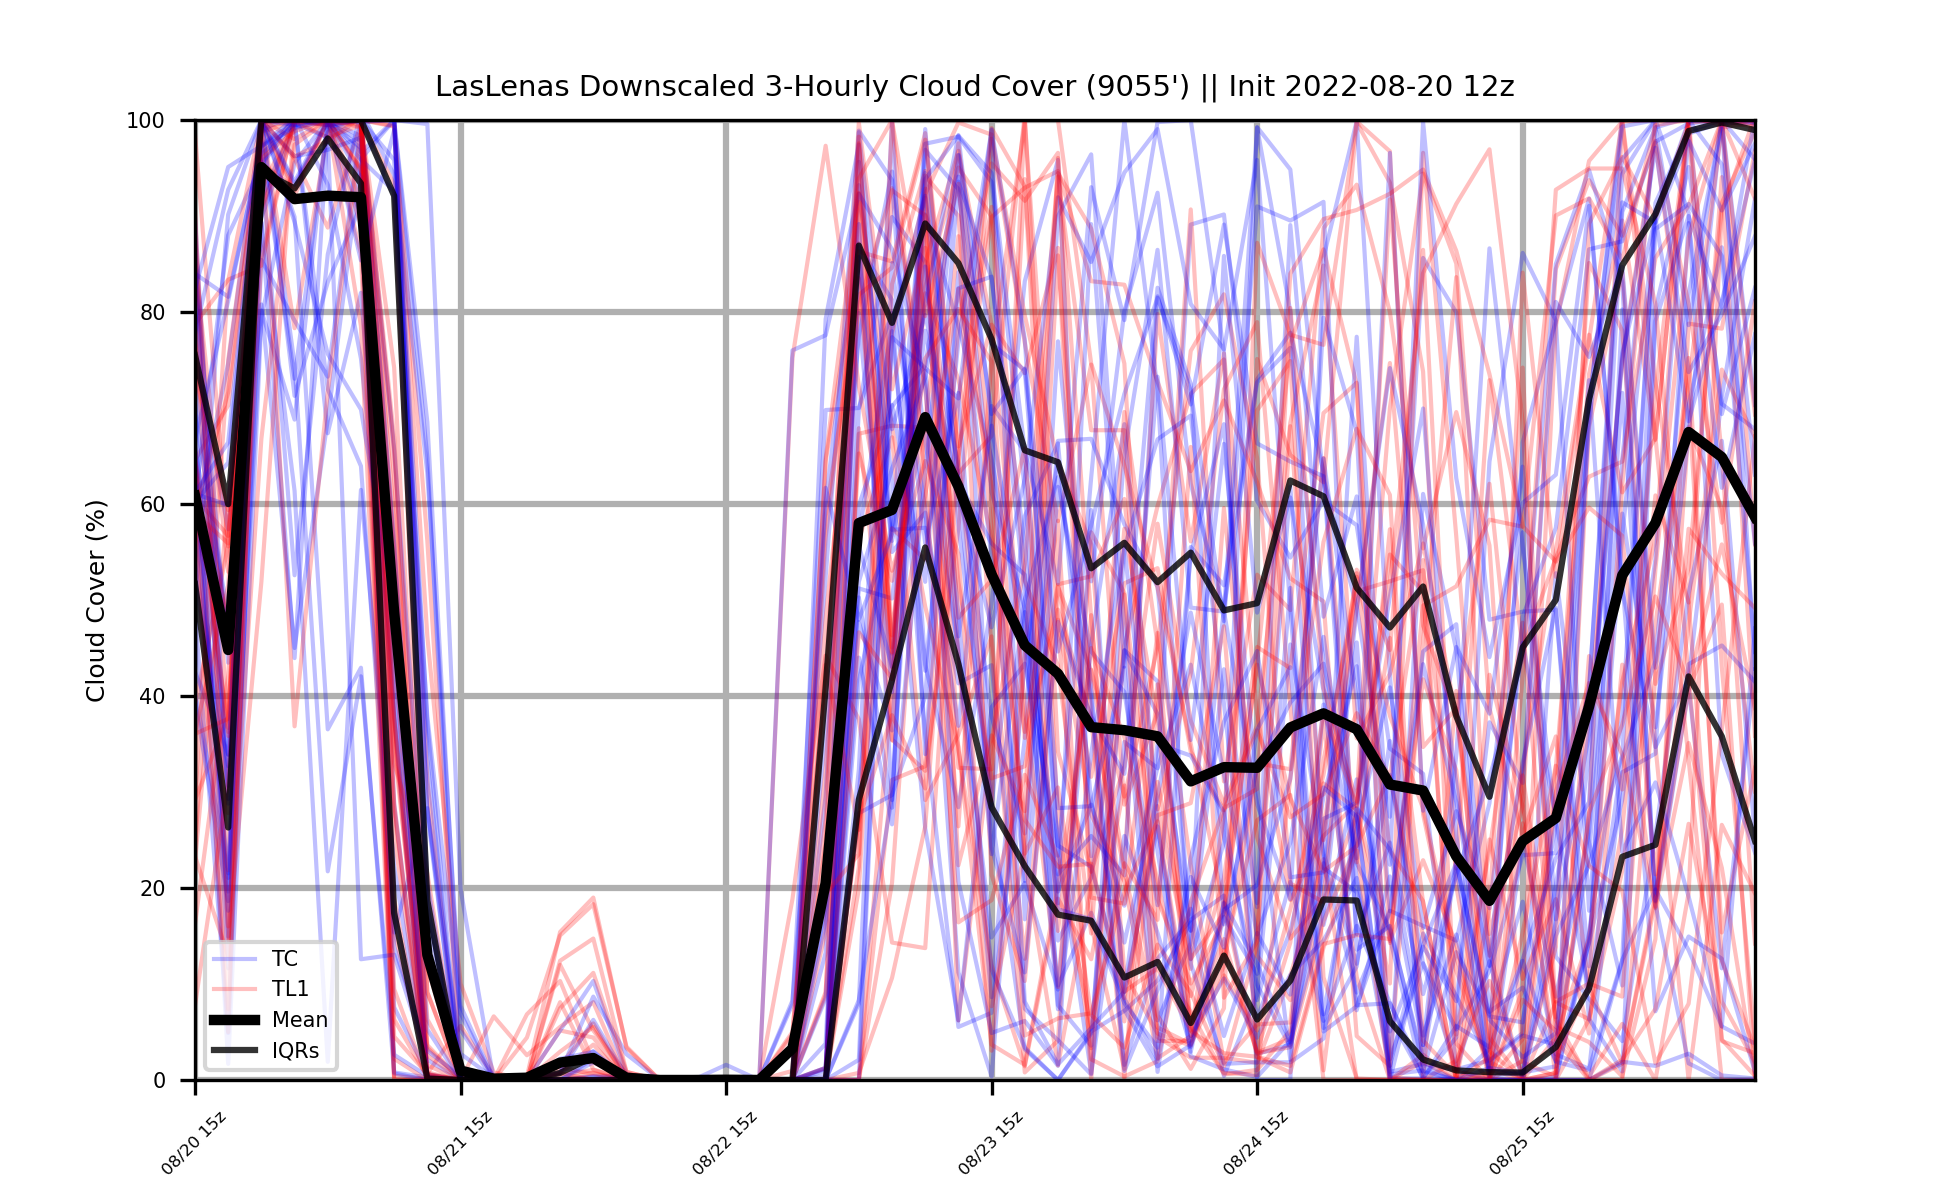 LasLenas Downscaled 3-Hourly Cloud Cover (9055') || Init 2022-08-20 12z
Cloud Cover (%)
100
80
60
40
20
0
TC
TL1
Mean
IQRs
08/20 15z
08/21 15z
08/22 15z
08/23 15z
08/24 15z
08/25 15z